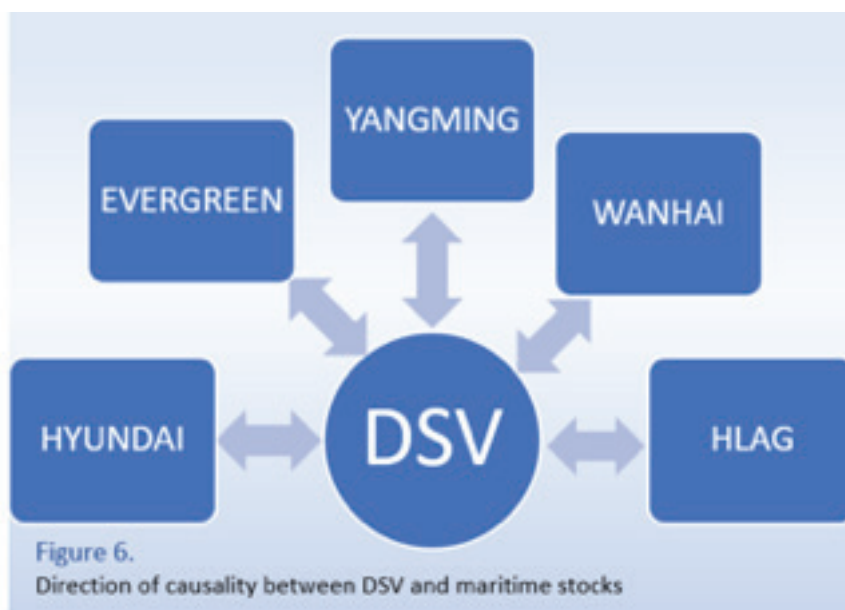 YANGMING
EVERGREEN
WANHAI
HYUNDAI
DSV
HLAG
Figure 6.
Direction of causality between DSV and maritime stocks